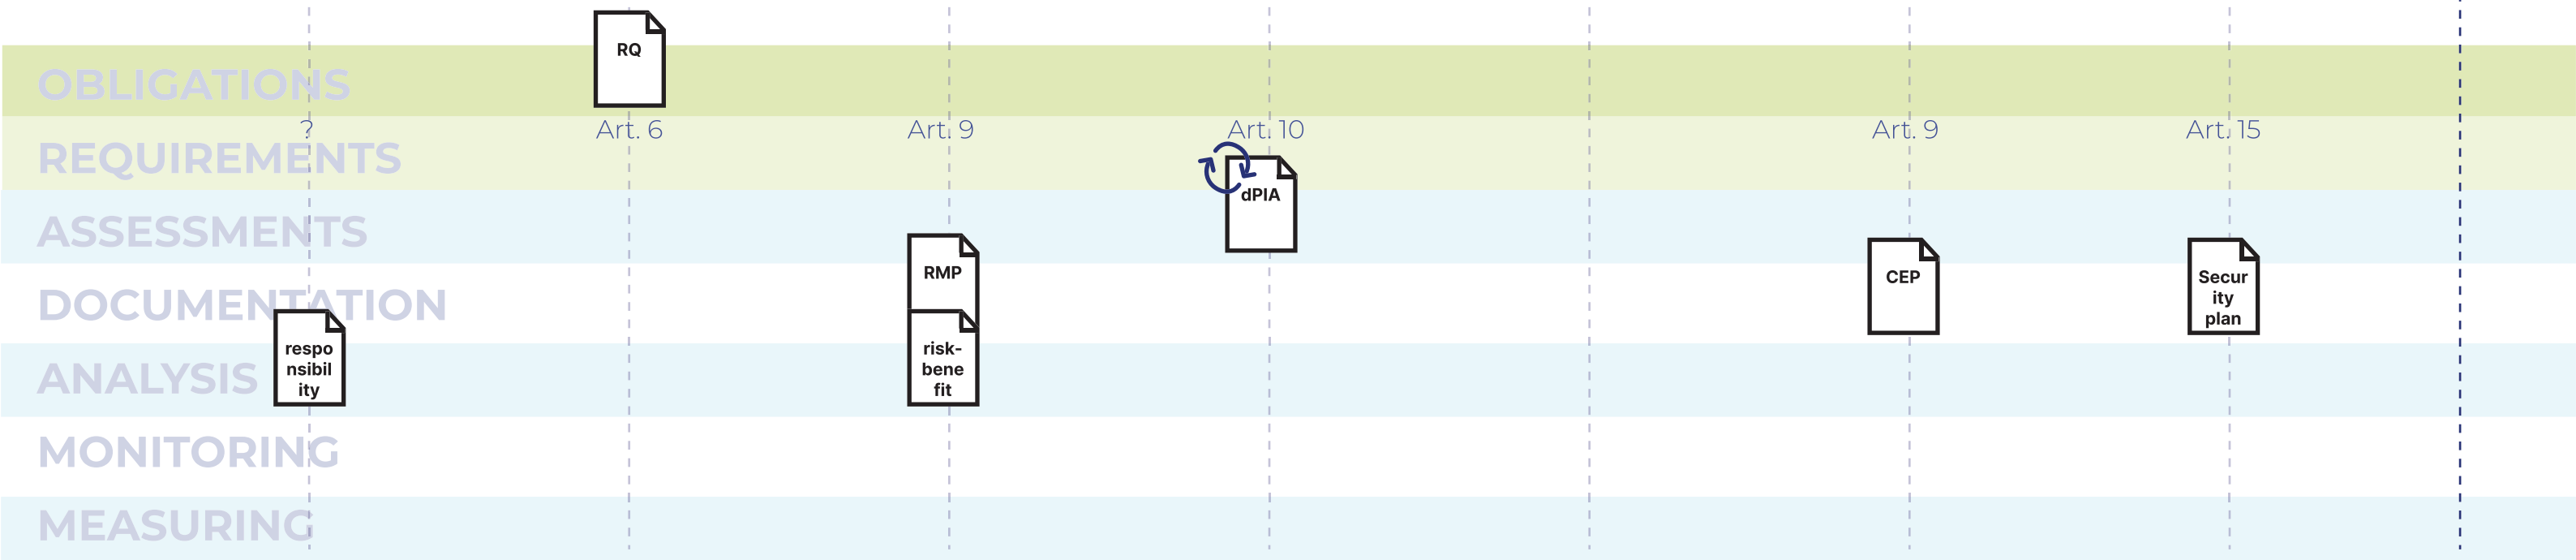 RQ
OBLIGATIONS
?
Art. 6
Art. 9
Art. 10
Art. 9
Art. 15
REQUIREMENTS
dPIA
ASSESSMENTS
RMP
CEP
Secur
ity
plan
DOCUMENTATION
respo
nsibil
ity
risk-
bene
fit
ANALYSIS
MONITORING
MEASURING